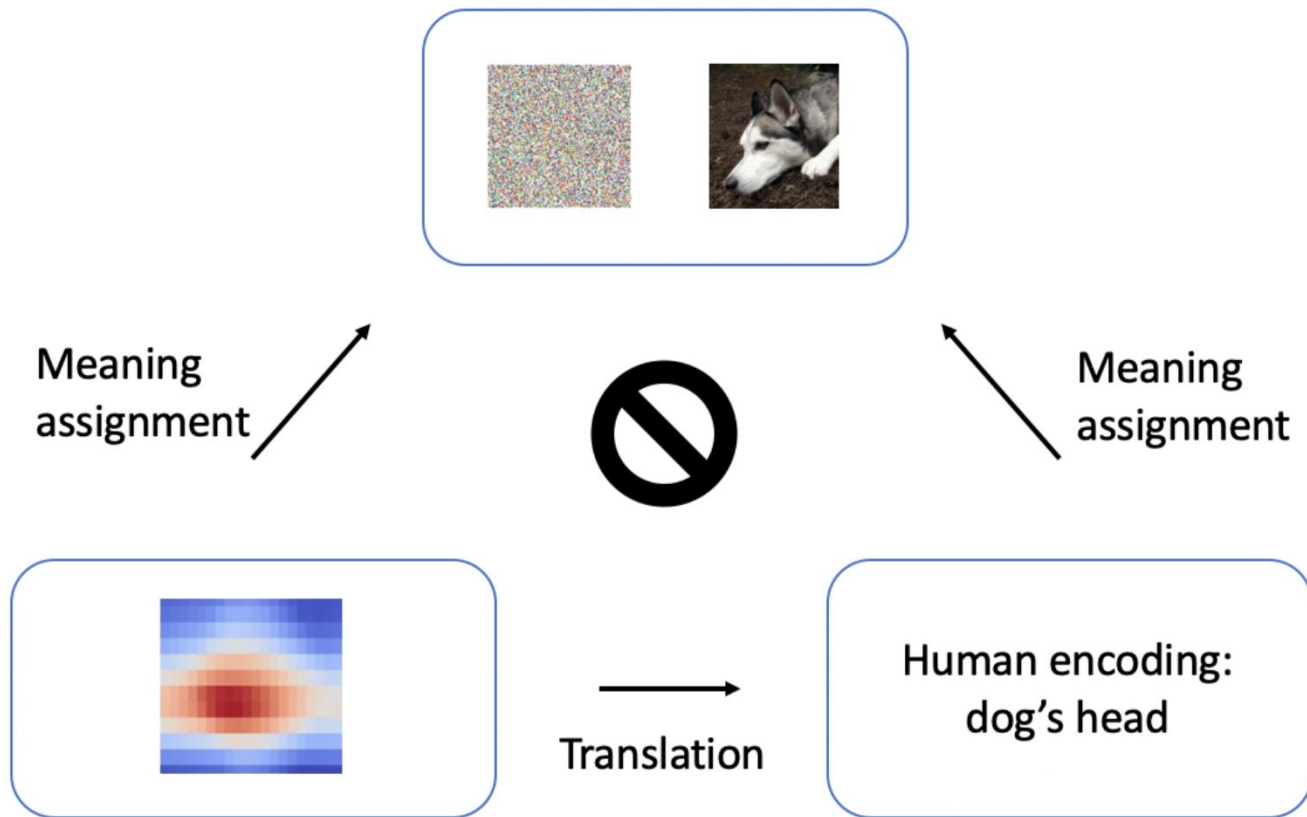 Meaning
assignment
Meaning
assignment
Translation
Human encoding:
dog's head